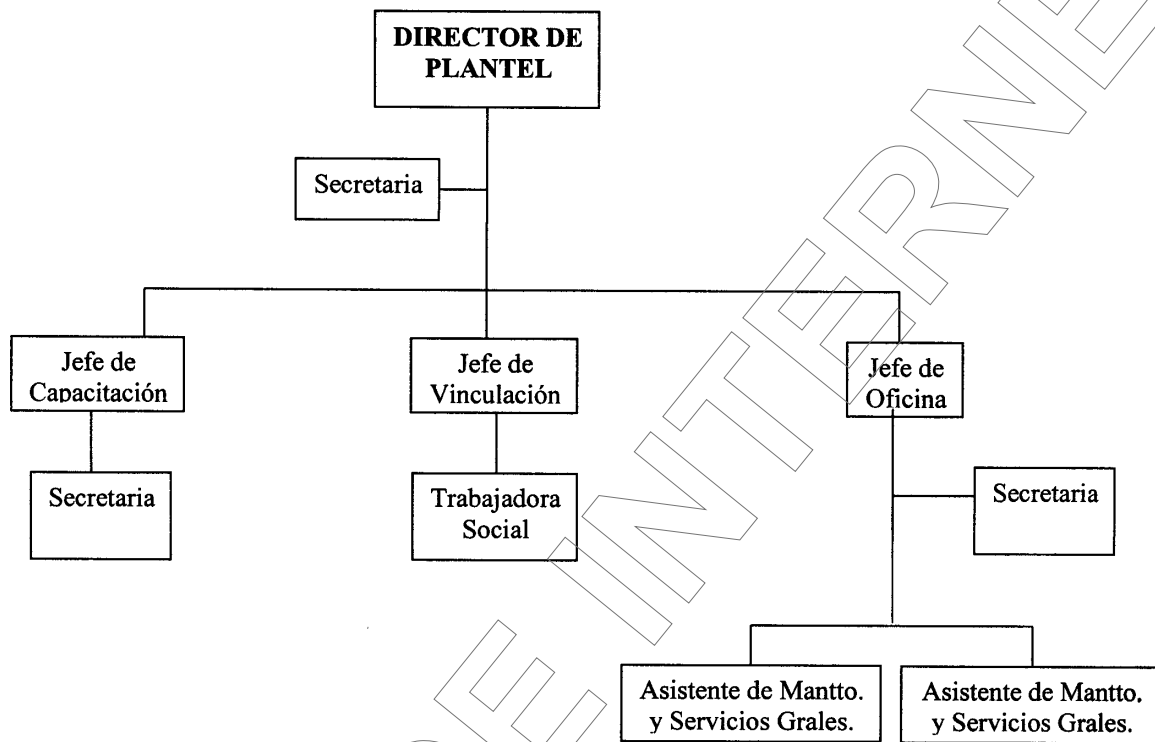 DIRECTOR DE
PLANTEL
Secretaria
Jefe de
Capacitación
Jefe de
Vinculación
Jefe de
Oficina
Secretaria
Trabajadora
Social
Secretaria
Asistente de Mantto.
y Servicios Grales.
Asistente de Mantto.
y Servicios Grales.
E INTERNE